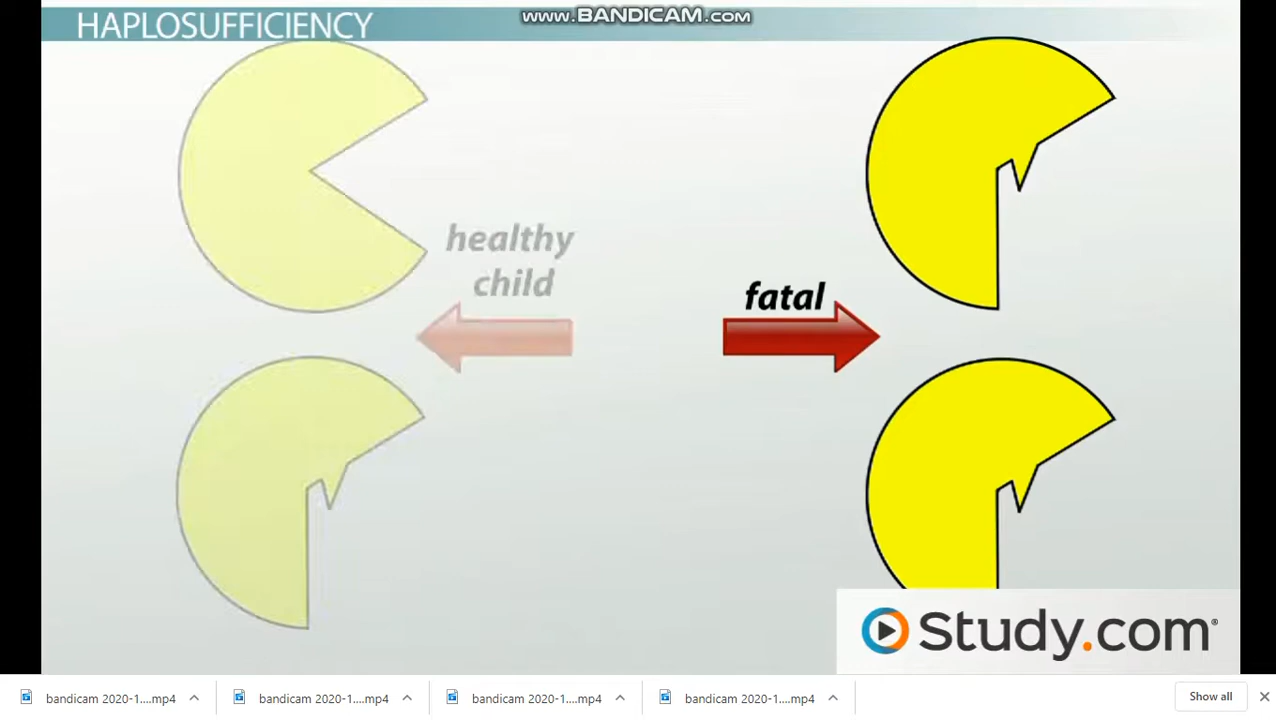 www.BANDICAM.com
HAPLOSUFFICIENCY
healthy
child
fatal
Study.com®
bandicam 2020-1....mp4
bandicam 2020-1....mp4
bandicam 2020-1....mp4
bandicam 2020-1....mp4
Show all